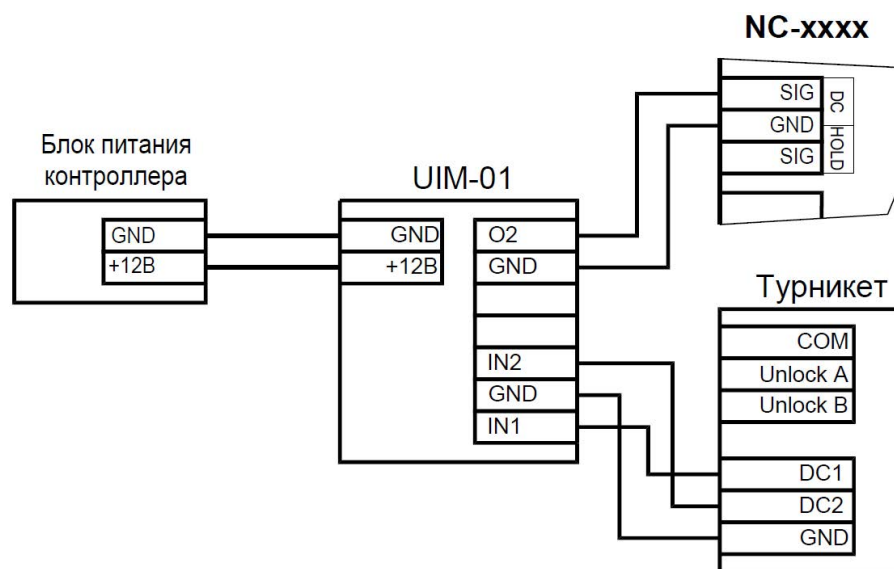 NC-xxxx
SIG
GND
SIG
DC
HOLD
Блок питания
контроллера
GND
+12В
UIM-01
GND
+12В
O2
GND
IN2
GND
IN1
Турникет
COM
Unlock A
Unlock B
DC1
DC2
GND